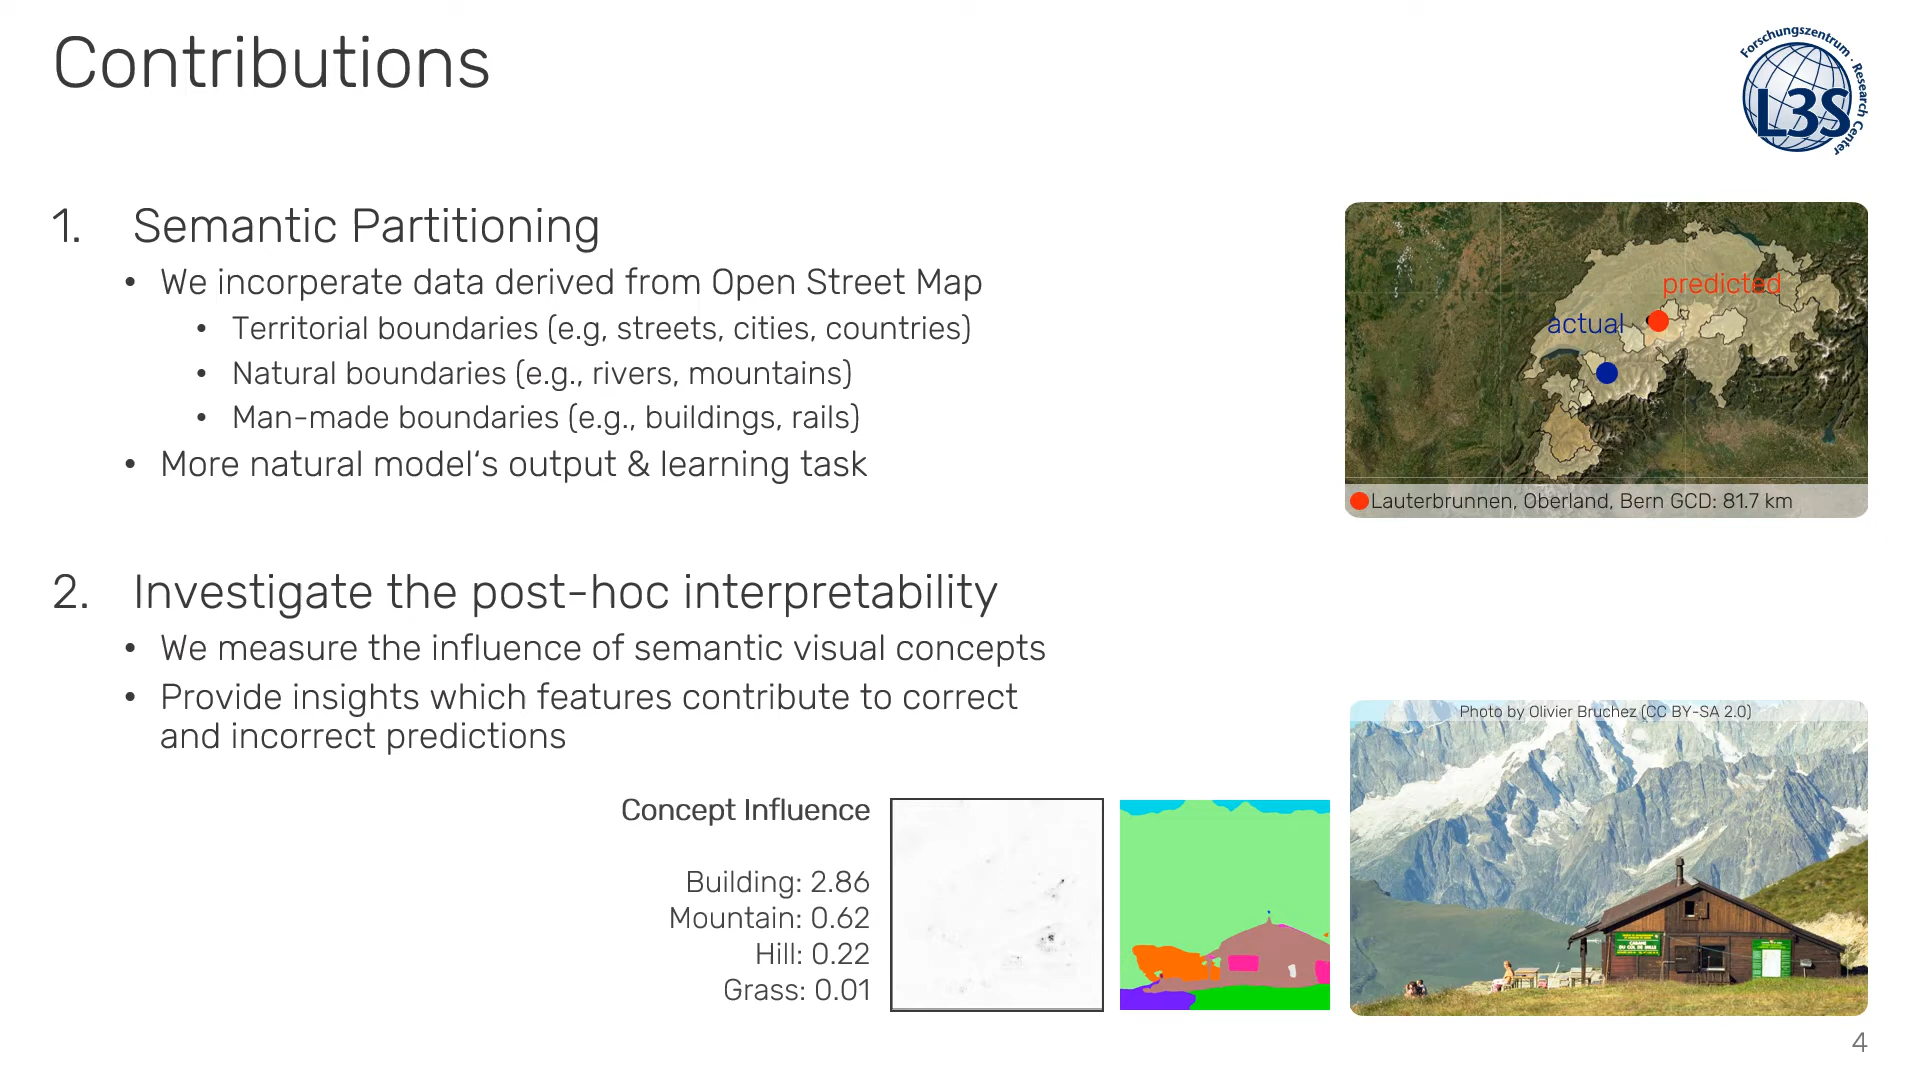 Contributions
Forschungszentrum · Research Center
L3S
1. Semantic Partitioning
• We incorperate data derived from Open Street Map
• Territorial boundaries (e.g, streets, cities, countries)
• Natural boundaries (e.g., rivers, mountains)
• Man-made boundaries (e.g., buildings, rails)
• More natural model‘s output & learning task
predicted
actual
Lauterbrunnen, Oberland, Bern GCD: 81.7 km
2. Investigate the post-hoc interpretability
• We measure the influence of semantic visual concepts
• Provide insights which features contribute to correct
and incorrect predictions
Photo by Olivier Bruchez (CC BY-SA 2.0)
Concept Influence
Building: 2.86
Mountain: 0.62
Hill: 0.22
Grass: 0.01
CABANE
4